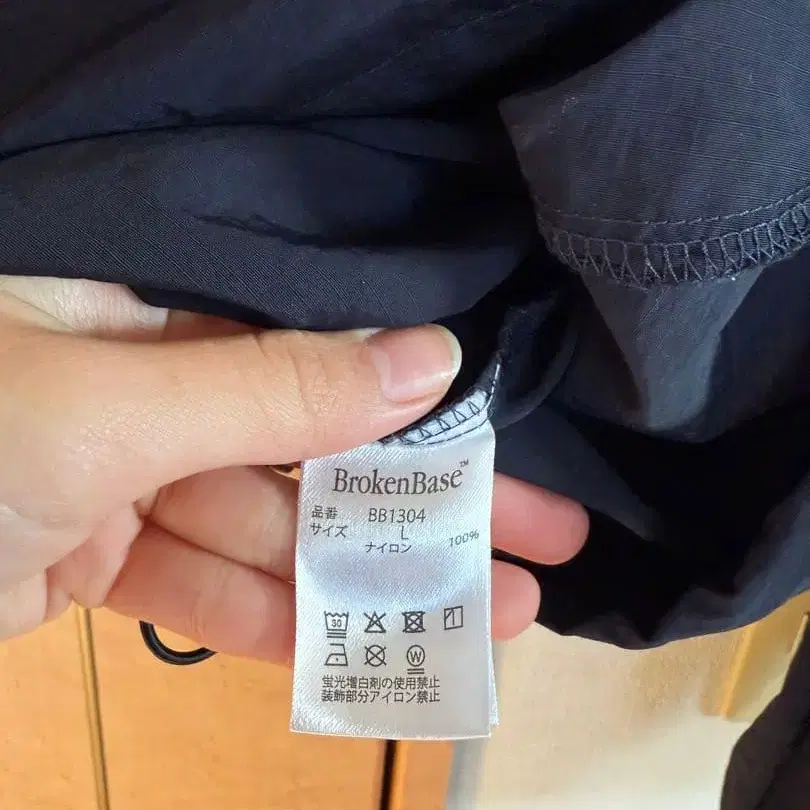 BrokenBase™
品番 BB1304
サイズ L
ナイロン 100%
30
W
蛍光増白剤の使用禁止
装飾部分アイロン禁止